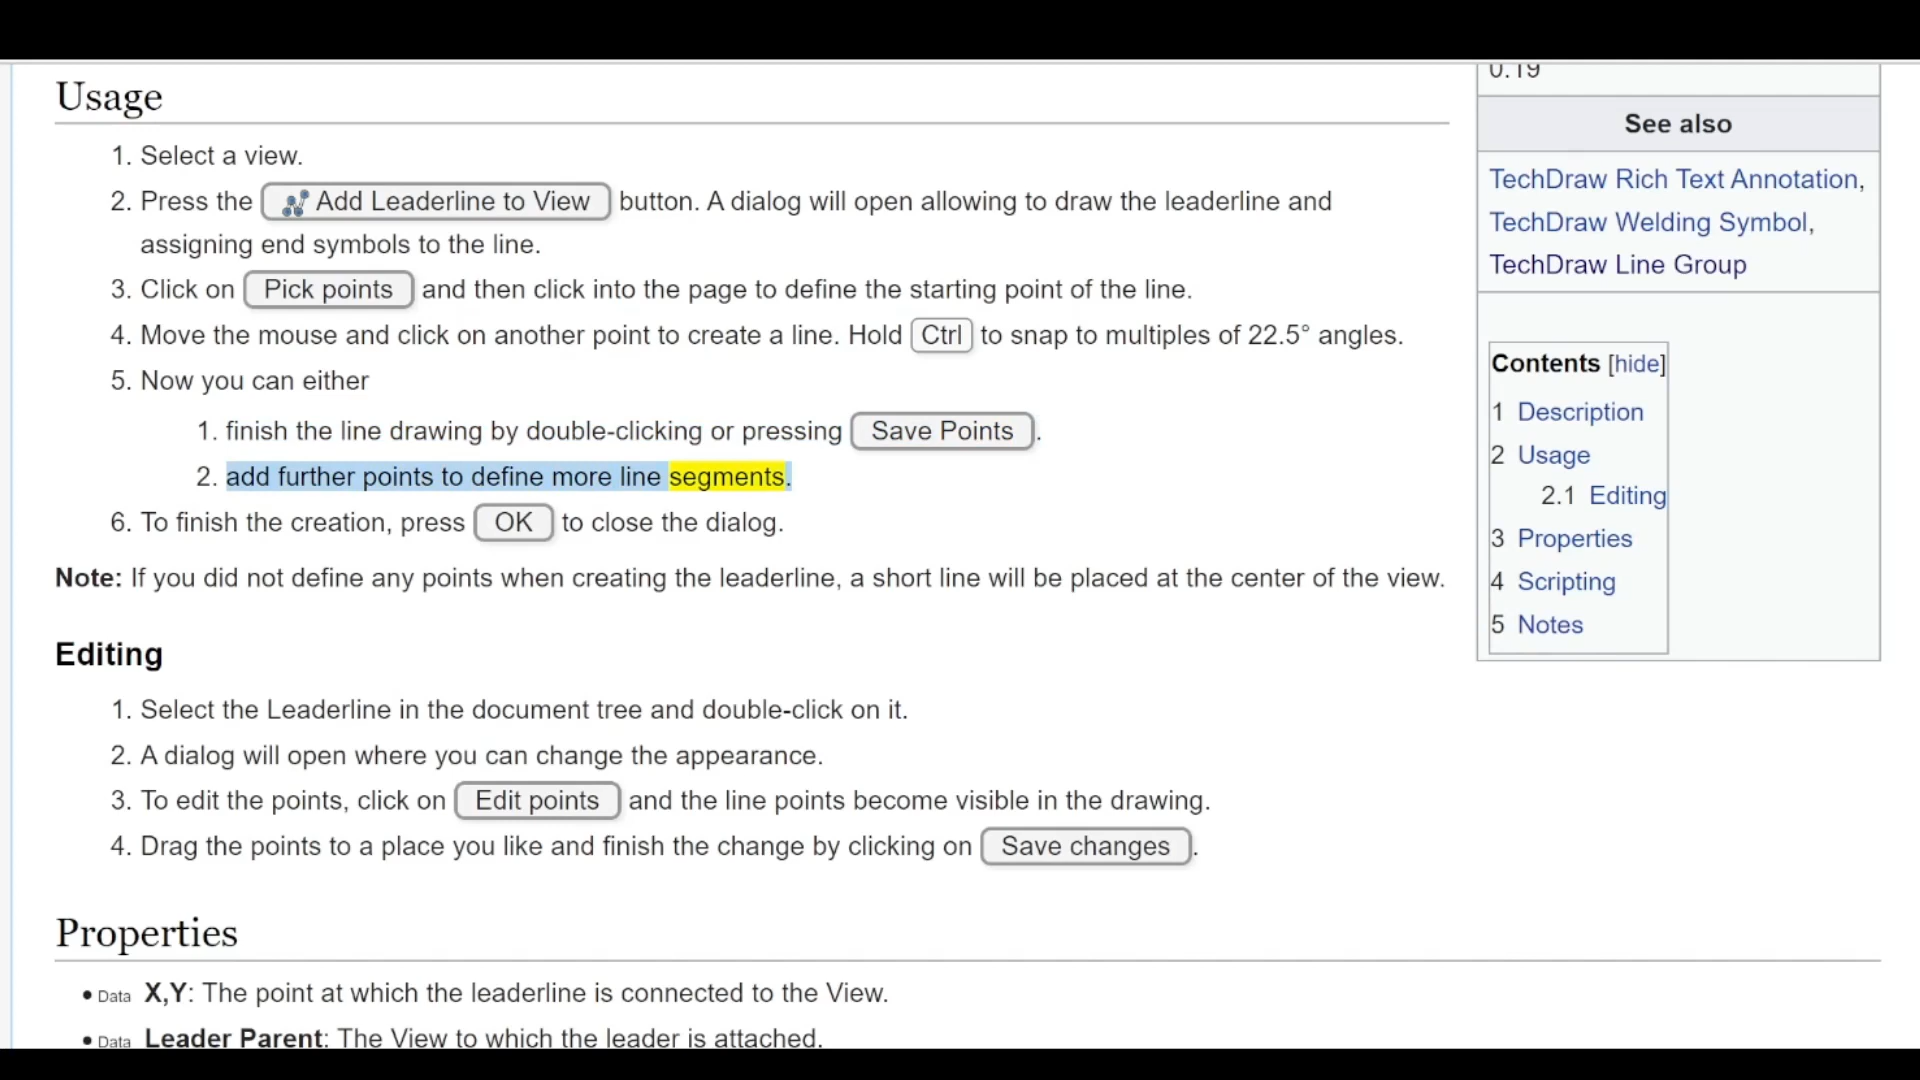 Usage
1. Select a view.
2. Press the Add Leaderline to View button. A dialog will open allowing to draw the leaderline and
assigning end symbols to the line.
3. Click on Pick points and then click into the page to define the starting point of the line.
4. Move the mouse and click on another point to create a line. Hold Ctrl to snap to multiples of 22.5° angles.
5. Now you can either
1. finish the line drawing by double-clicking or pressing Save Points.
2. add further points to define more line segments.
6. To finish the creation, press OK to close the dialog.
Note: If you did not define any points when creating the leaderline, a short line will be placed at the center of the view.
Editing
1. Select the Leaderline in the document tree and double-click on it.
2. A dialog will open where you can change the appearance.
3. To edit the points, click on Edit points and the line points become visible in the drawing.
4. Drag the points to a place you like and finish the change by clicking on Save changes.
Properties
• Data X,Y: The point at which the leaderline is connected to the View.
• Data Leader Parent: The View to which the leader is attached.
0.19
See also
TechDraw Rich Text Annotation,
TechDraw Welding Symbol,
TechDraw Line Group
Contents [hide]
1 Description
2 Usage
2.1 Editing
3 Properties
4 Scripting
5 Notes